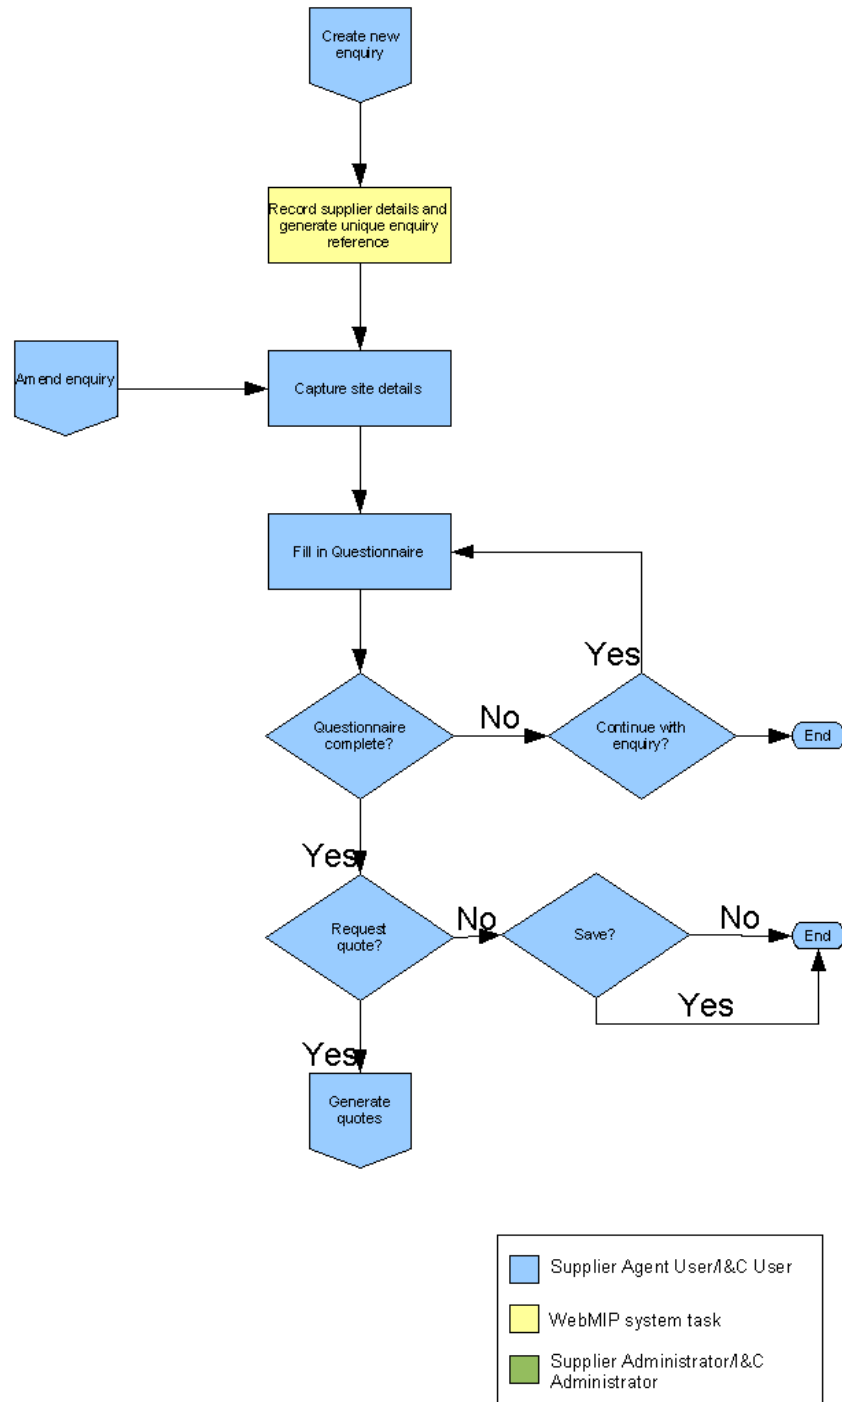 Create new
enquiry
Record supplier details and
generate unique enquiry
reference
Amend enquiry
Capture site details
Fill in Questionnaire
Yes
Questionnaire
complete?
No
Continue with
enquiry?
End
Yes
Request
quote?
No
Save?
No
End
Yes
Yes
Generate
quotes
Supplier Agent User/I&C User
WebMIP system task
Supplier Administrator/I&C
Administrator